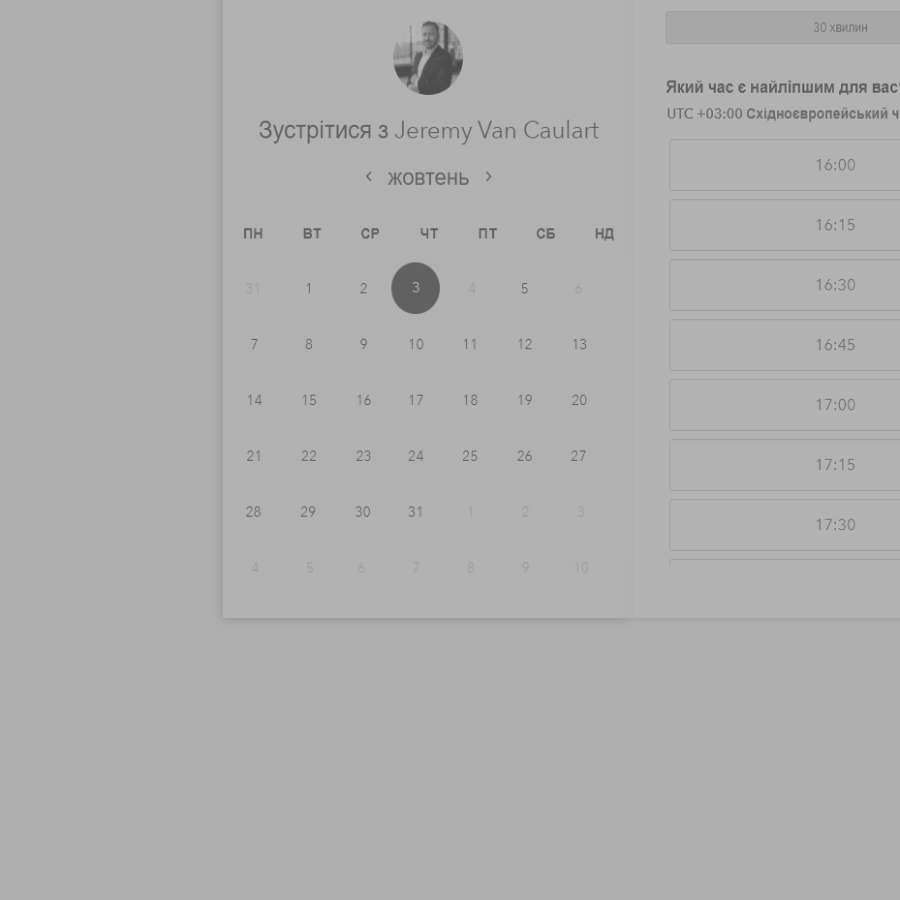 30 хвилин
Зустрітися з Jeremy Van Caulart
жовтень
ПН ВТ СР ЧТ ПТ СБ НД
31 1 2 3 4 5 6
7 8 9 10 11 12 13
14 15 16 17 18 19 20
21 22 23 24 25 26 27
28 29 30 31 1 2 3
4 5 6 7 8 9 10
Який час є найліпшим для вас
UTC +03:00 Східноєвропейський ч
16:00
16:15
16:30
16:45
17:00
17:15
17:30